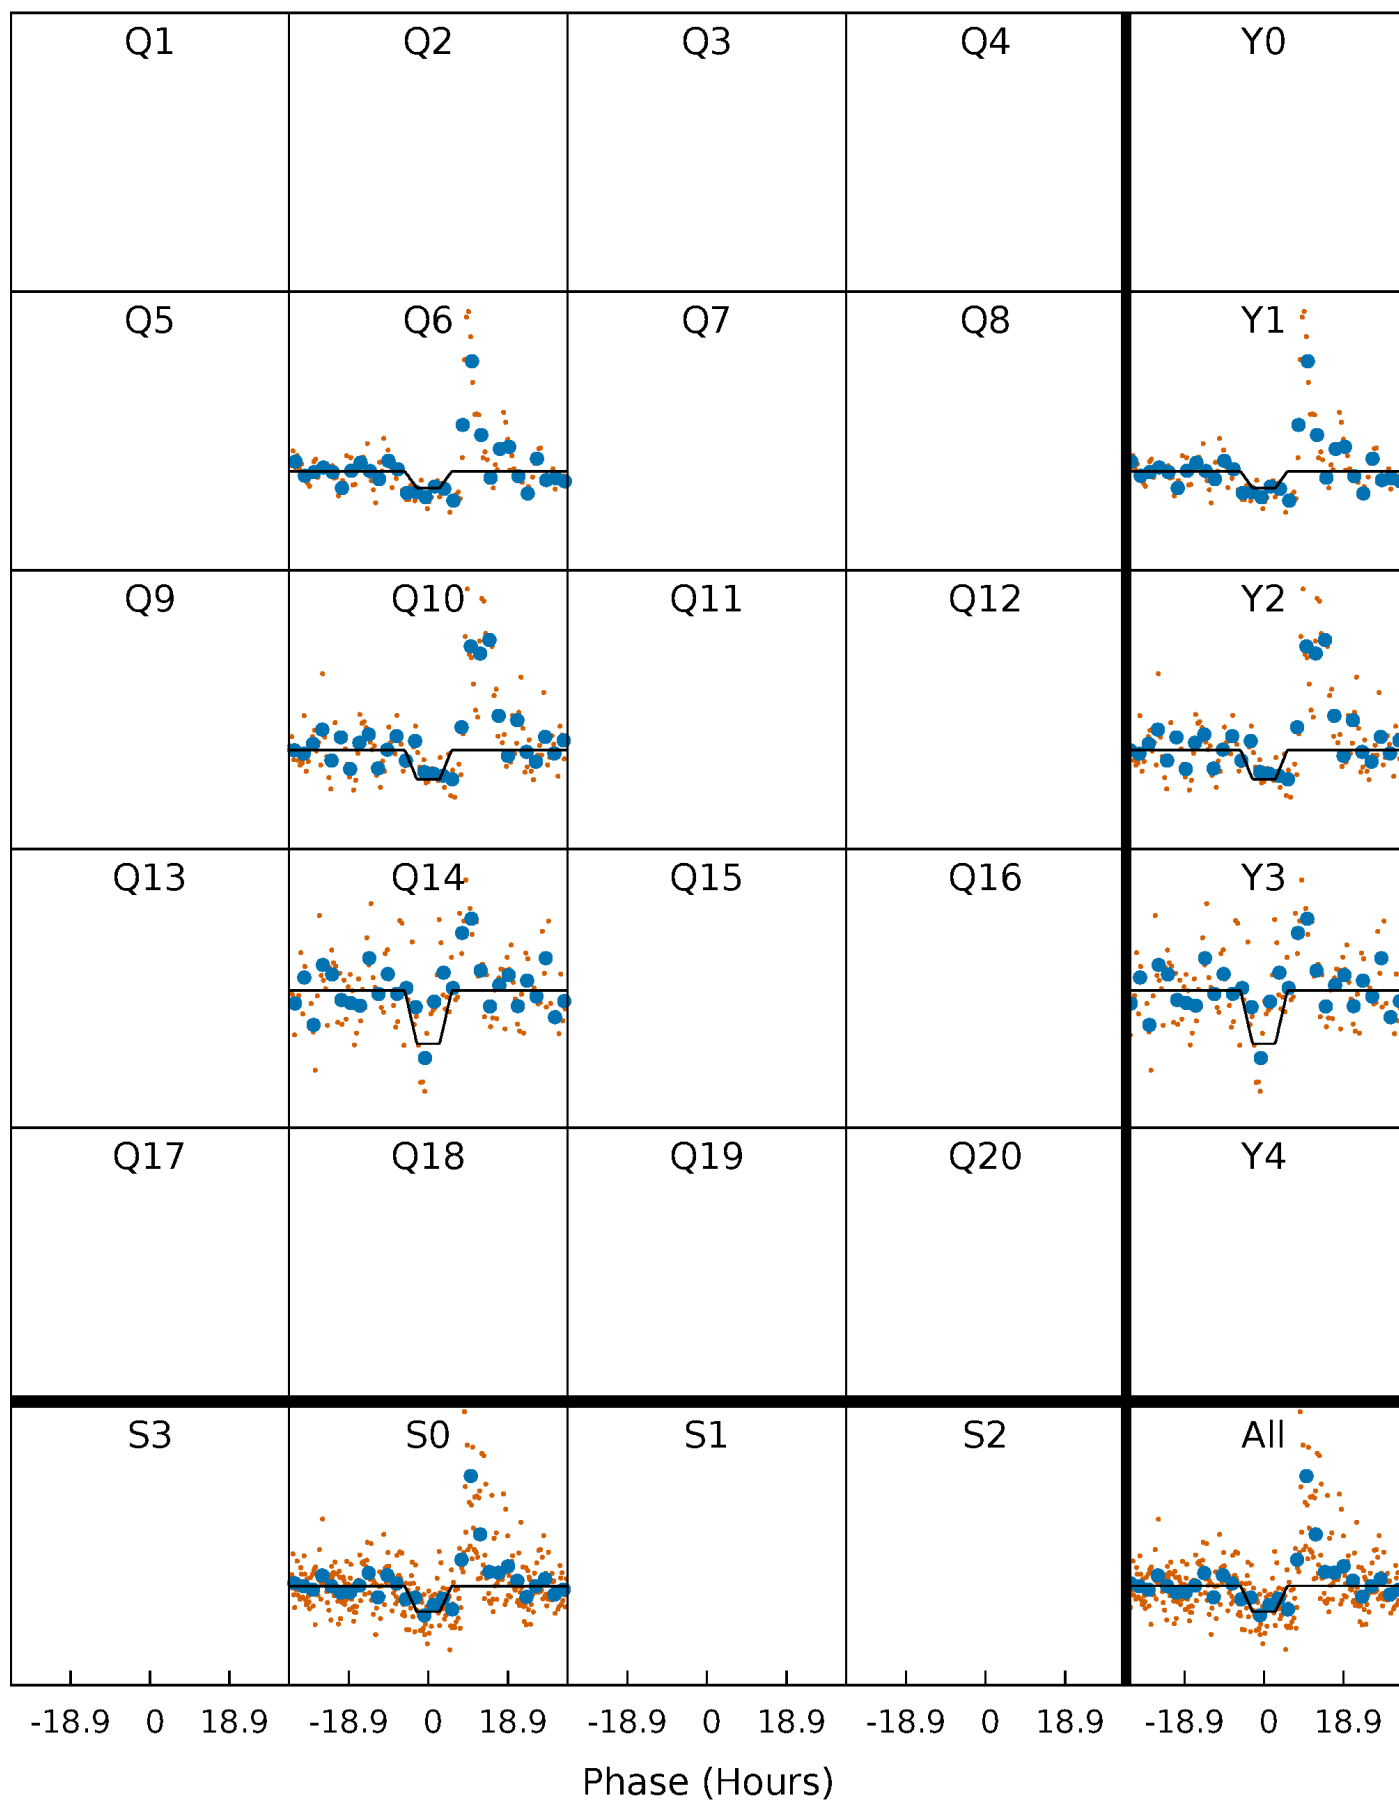 Q1 Q2 Q3 Q4 Y0
Q5 Q6 Q7 Q8 Y1
Q9 Q10 Q11 Q12 Y2
Q13 Q14 Q15 Q16 Y3
Q17 Q18 Q19 Q20 Y4
S3 S0 S1 S2 All
-18.9 0 18.9 -18.9 0 18.9 -18.9 0 18.9 -18.9 0 18.9 -18.9 0 18.9
Phase (Hours)